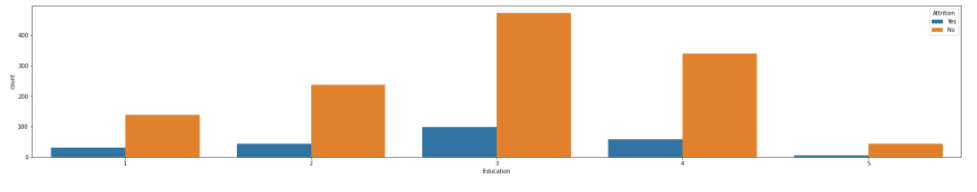 Attrition
Yes
No
400
300
200
100
0
count
1 2 3 4 5
Education